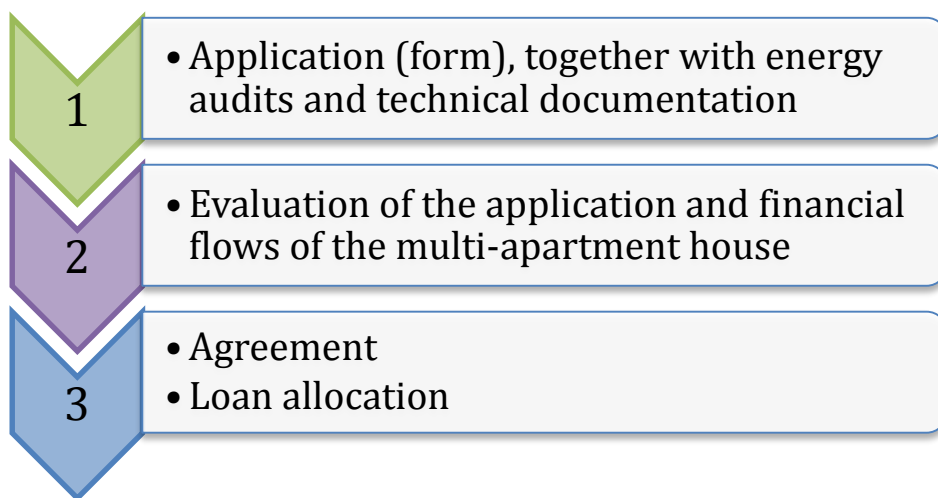 1
• Application (form), together with energy
audits and technical documentation
2
• Evaluation of the application and financial
flows of the multi-apartment house
3
• Agreement
• Loan allocation